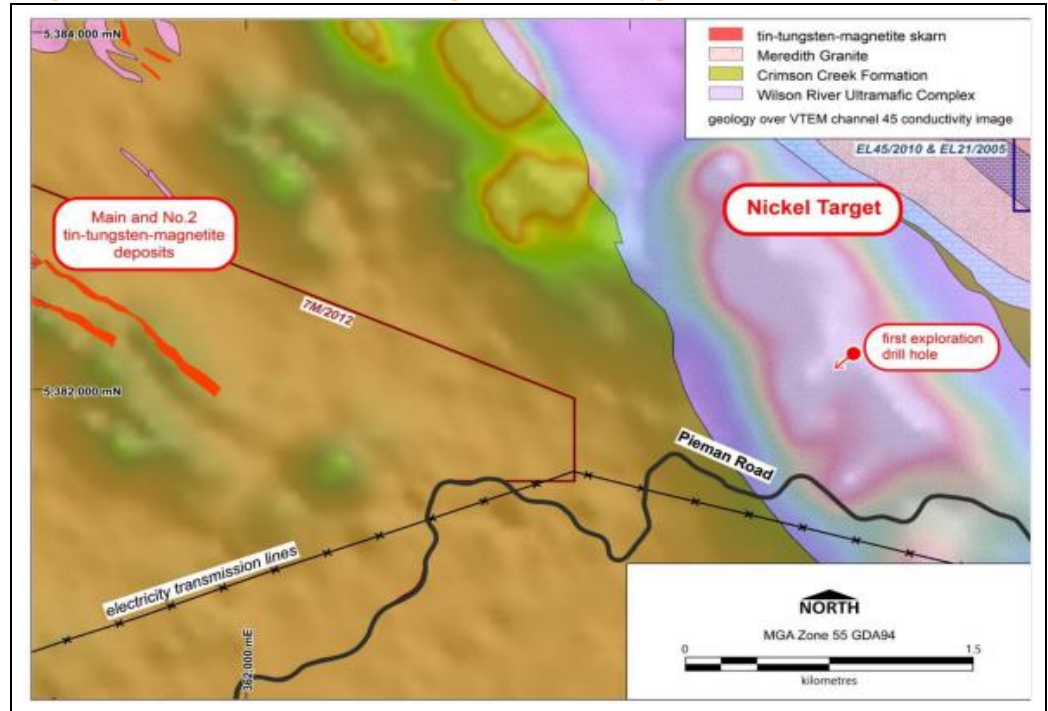 5,384,000 mN
tin-tungsten-magnetite skarn
Meredith Granite
Crimson Creek Formation
Wilson River Ultramafic Complex
geology over VTEM channel 45 conductivity image
EL45/2010 & EL21/2005
Main and No.2
tin-tungsten-magnetite
deposits
Nickel Target
7M/2012
first exploration
drill hole
5,382,000 mN
Pieman Road
electricity transmission lines
362,000 mE
NORTH
MGA Zone 55 GDA94
0
1.5
kilometres